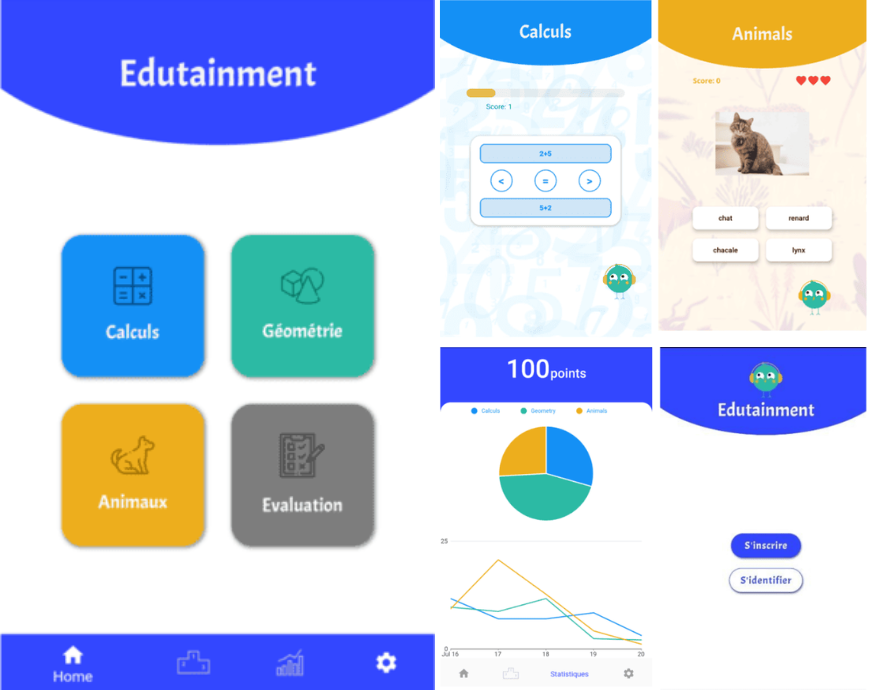 Edutainment
Calculs
Géométrie
Animaux
Evaluation
Home
Calculs
Score: 1
2+5
< = >
5+2
Animals
Score: 0
chat renard
chacale lynx
100points
Calculs Geometry Animals
25
0
Jul 16 17 18 19 20
Statistiques
Edutainment
S'inscrire
S'identifier